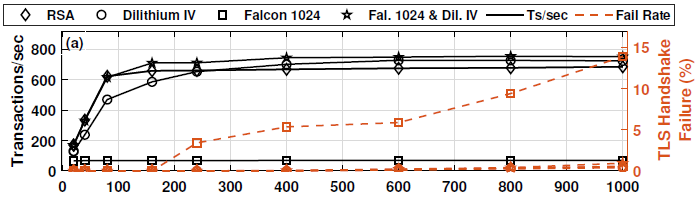 RSA Dilithium IV Falcon 1024 Fal. 1024 & Dil. IV Ts/sec Fail Rate
(a)
Transactions/sec
800
600
400
200
0
15
10
5
0
TLS Handshake
Failure (%)
0 100 200 300 400 500 600 700 800 900 1000